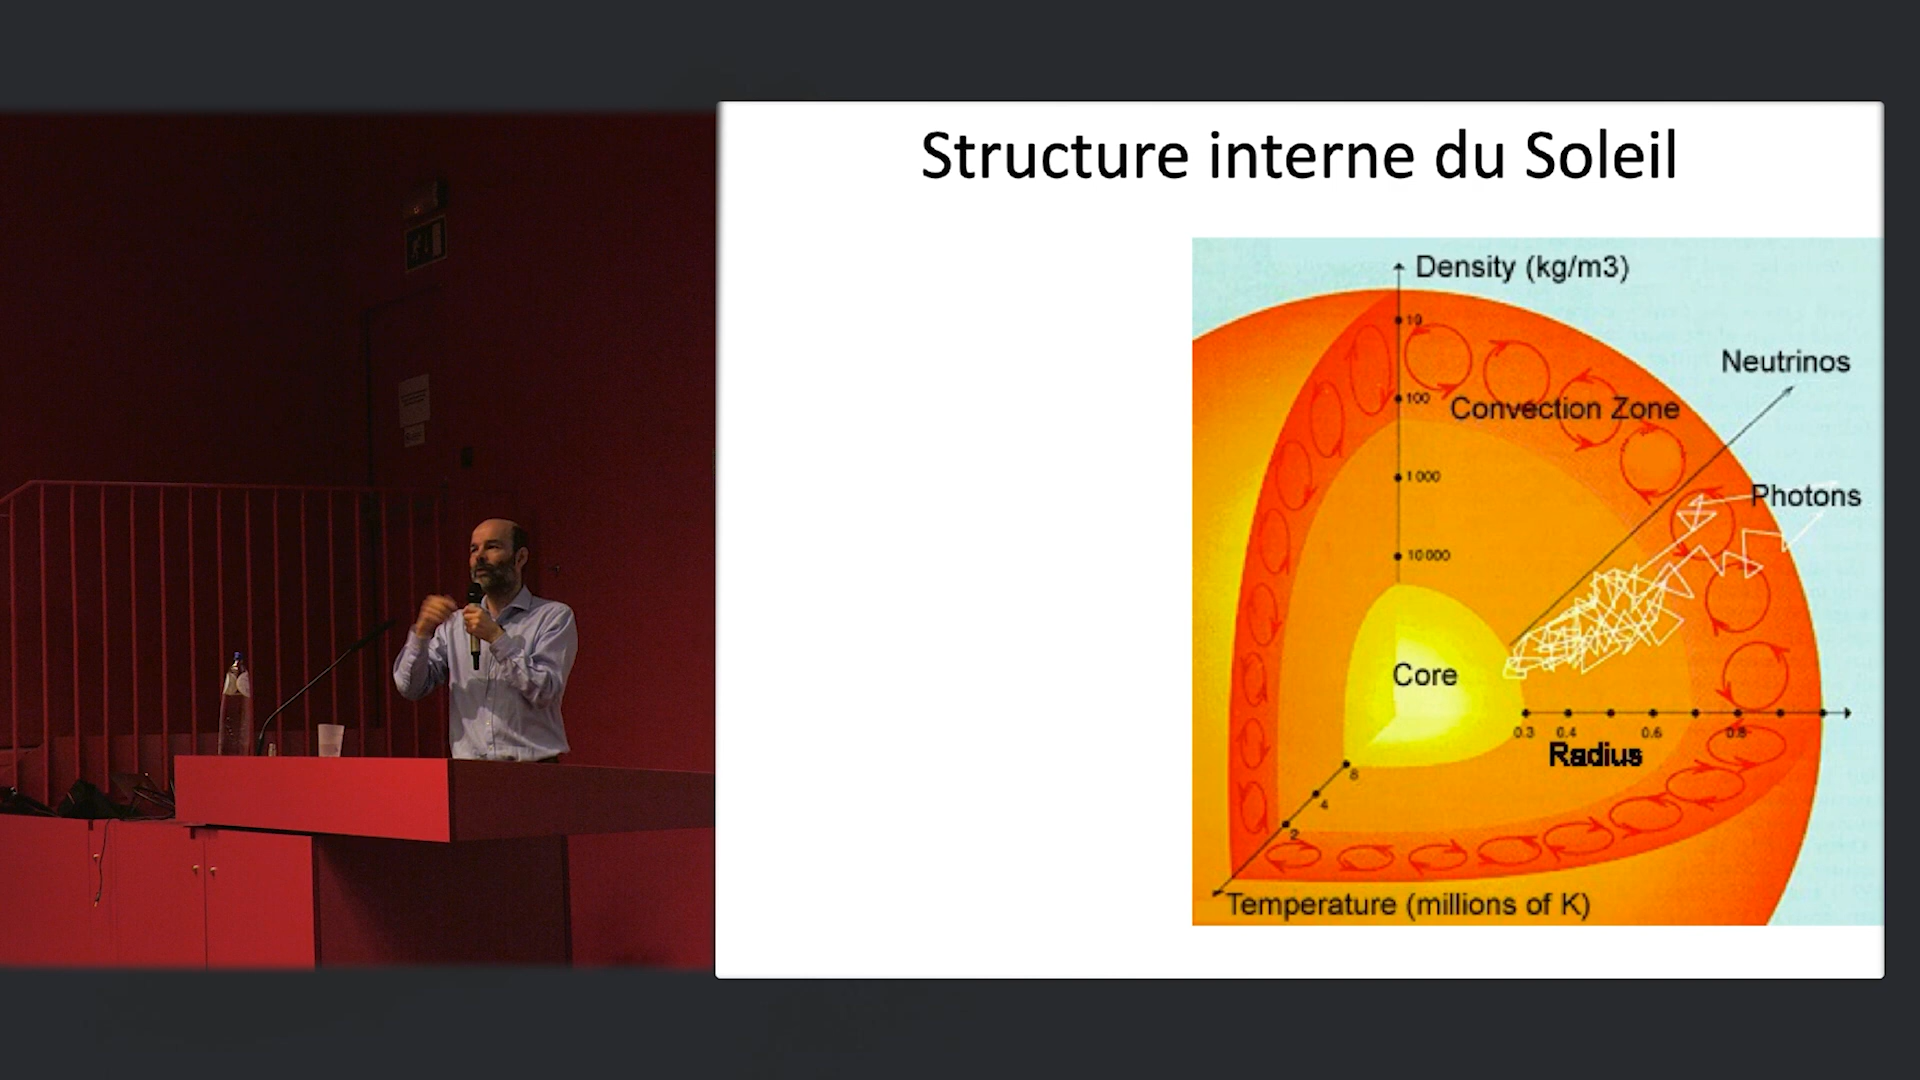 Structure interne du Soleil
Density (kg/m3)
10
100
1 000
10 000
Neutrinos
Convection Zone
Photons
Core
0.3
0.4
0.6
0.8
Radius
8
4
2
Temperature (millions of K)